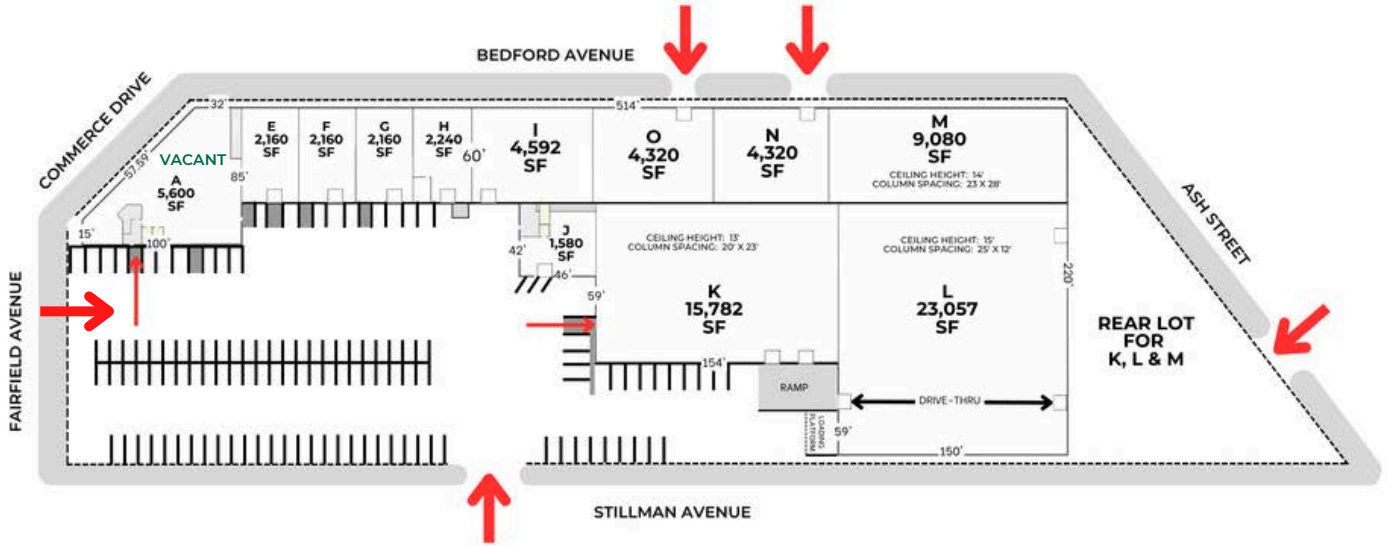 BEDFORD AVENUE
COMMERCE DRIVE
32'
514'
E
2,160
SF
F
2,160
SF
G
2,160
SF
H
2,240
SF
60'
I
4,592
SF
O
4,320
SF
N
4,320
SF
M
9,080
SF
CEILING HEIGHT: 14'
COLUMN SPACING: 23 X 28'
57.59'
VACANT
A
5,600
SF
85'
15'
100'
ASH STREET
J
1,580
SF
42'
46'
59'
CEILING HEIGHT: 13'
COLUMN SPACING: 20' X 23'
K
15,782
SF
154'
CEILING HEIGHT: 15'
COLUMN SPACING: 25' X 12'
L
23,057
SF
220'
REAR LOT
FOR
K, L & M
FAIRFIELD AVENUE
RAMP
DRIVE-THRU
LOADING
PLATFORM
59'
150'
STILLMAN AVENUE